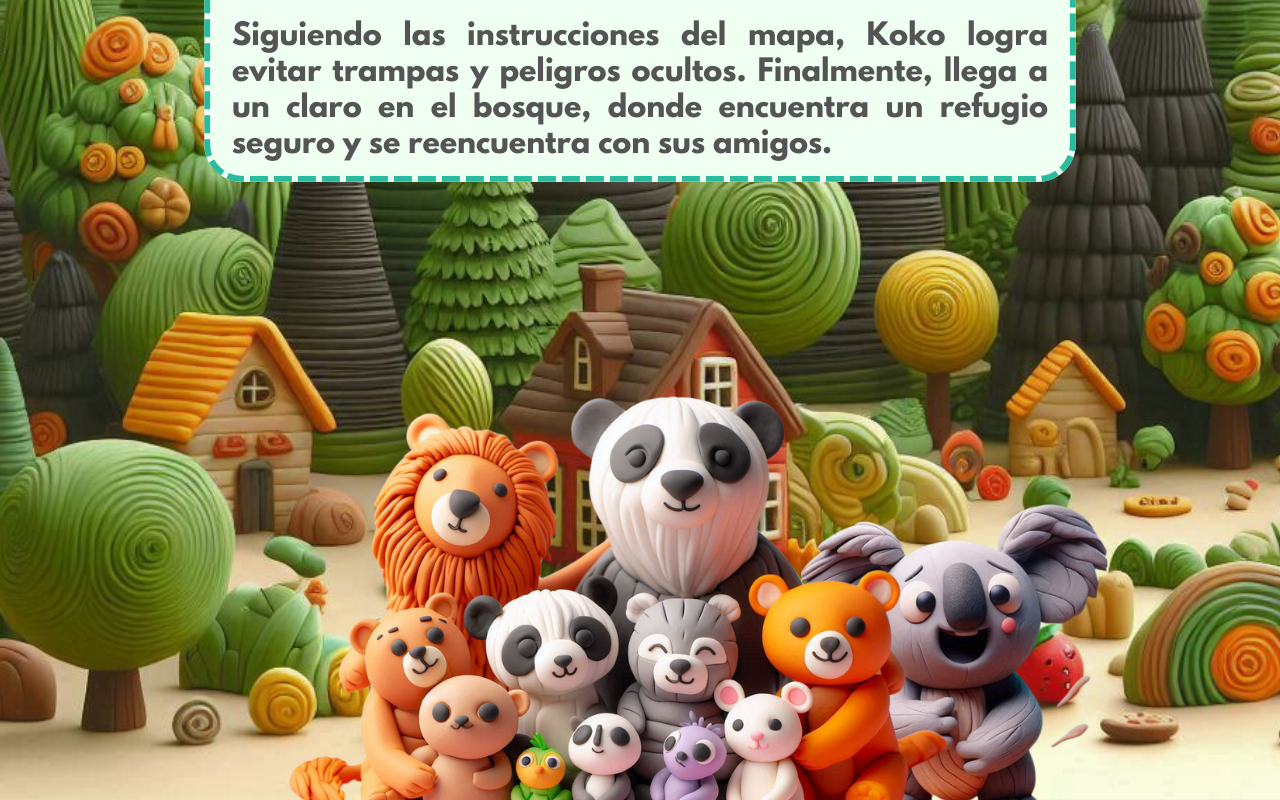 Siguiendo las instrucciones del mapa, Koko logra
evitar trampas y peligros ocultos. Finalmente, llega a
un claro en el bosque, donde encuentra un refugio
seguro y se reencuentra con sus amigos.